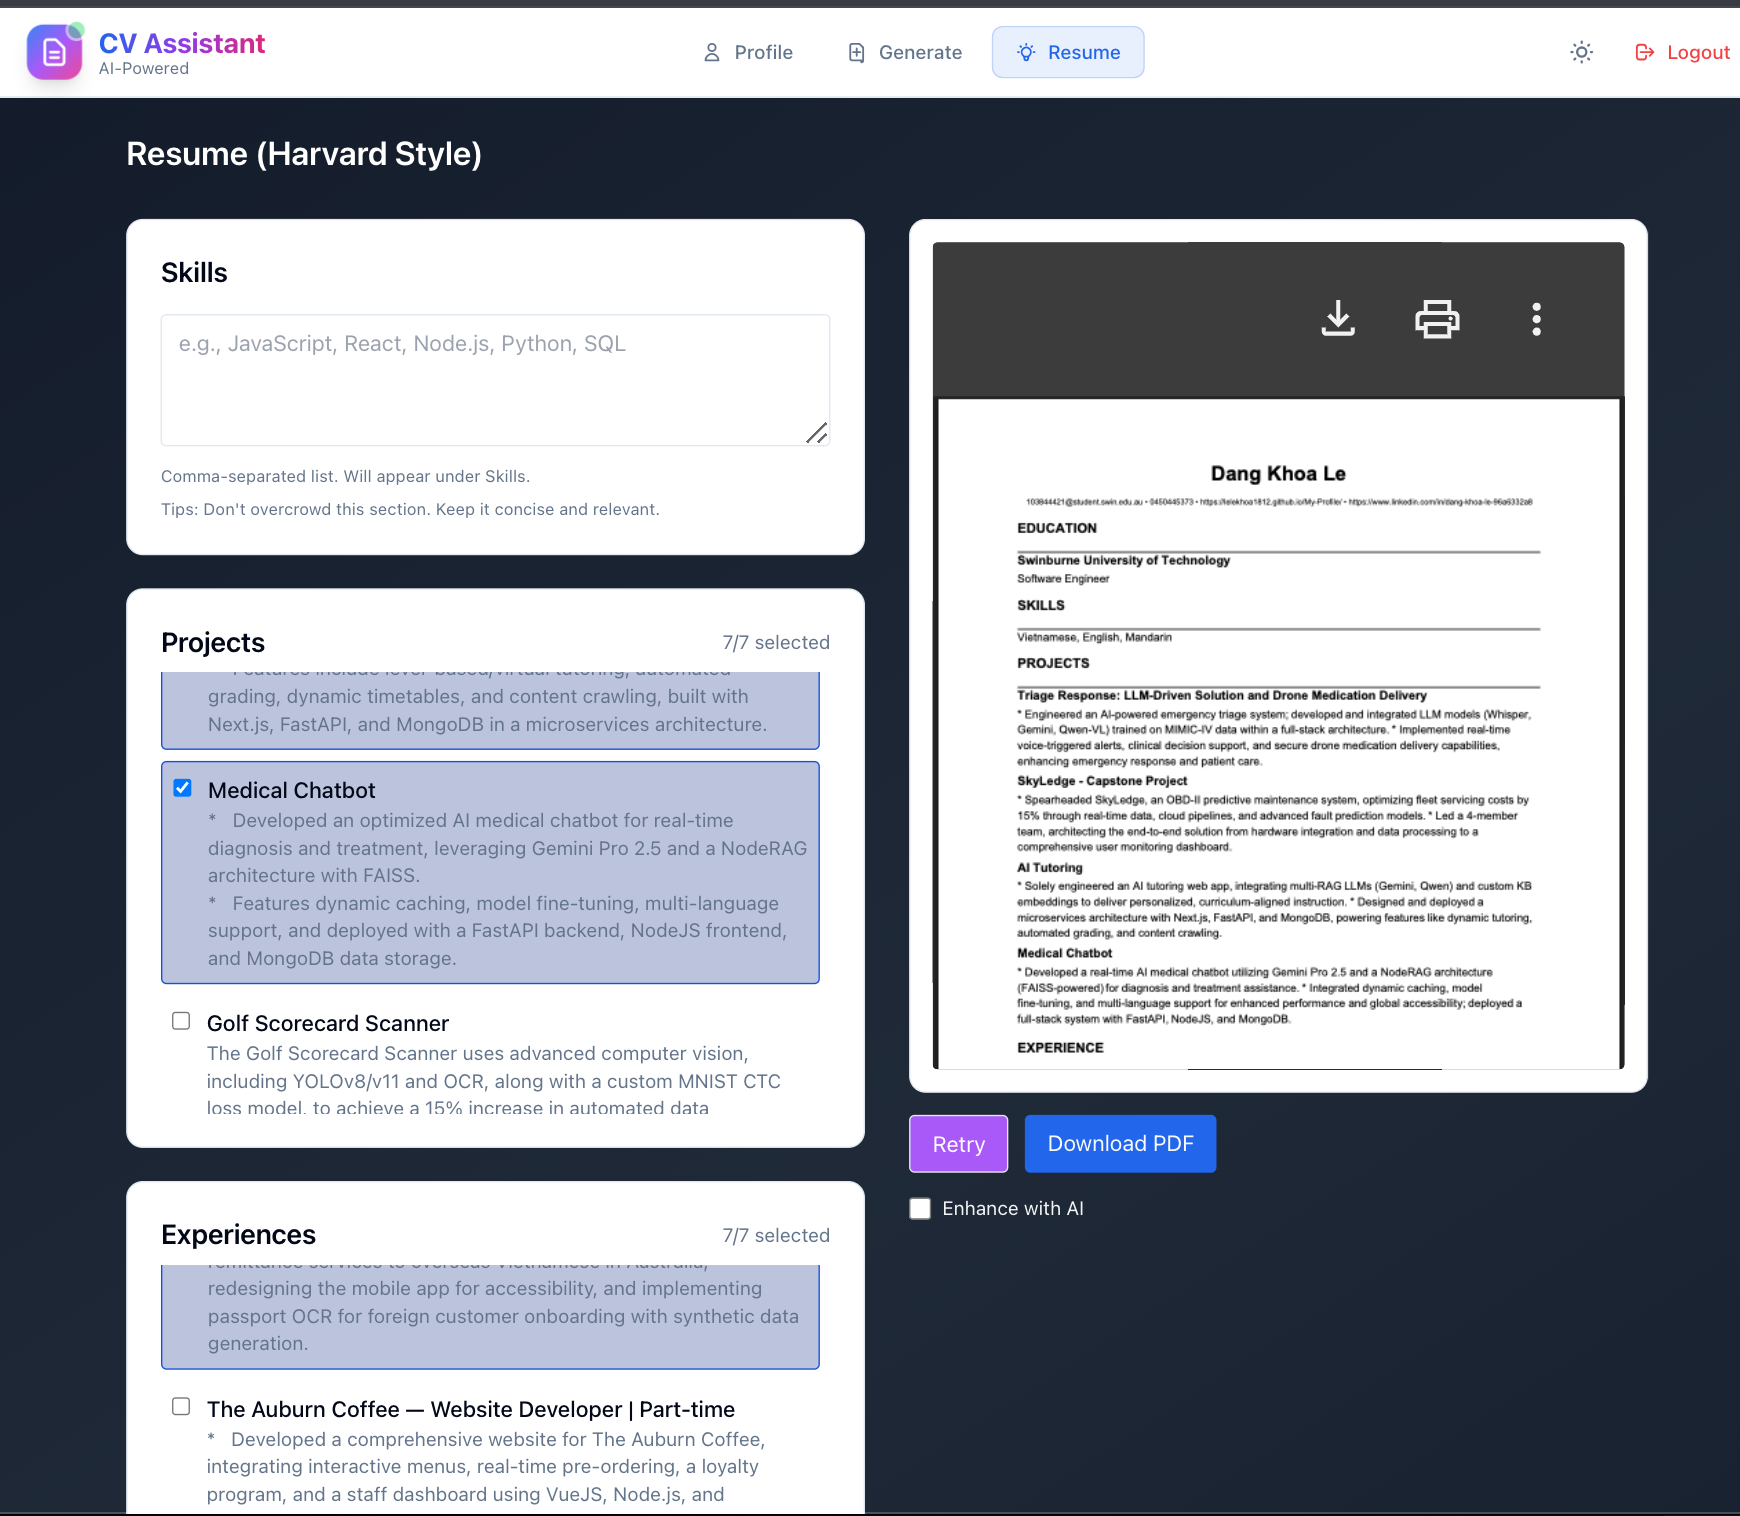 CV Assistant
AI-Powered
Profile
Generate
Resume
Logout
Resume (Harvard Style)
Skills
e.g., JavaScript, React, Node.js, Python, SQL
Comma-separated list. Will appear under Skills.
Tips: Don't overcrowd this section. Keep it concise and relevant.
Projects
7/7 selected
Features include lever-based/virtual tutoring, automated
grading, dynamic timetables, and content crawling, built with
Next.js, FastAPI, and MongoDB in a microservices architecture.
Medical Chatbot
* Developed an optimized AI medical chatbot for real-time
diagnosis and treatment, leveraging Gemini Pro 2.5 and a NodeRAG
architecture with FAISS.
* Features dynamic caching, model fine-tuning, multi-language
support, and deployed with a FastAPI backend, NodeJS frontend,
and MongoDB data storage.
Golf Scorecard Scanner
The Golf Scorecard Scanner uses advanced computer vision,
including YOLOv8/v11 and OCR, along with a custom MNIST CTC
loss model, to achieve a 15% increase in automated data
Experiences
7/7 selected
remittance services to overseas Vietnamese in Australia,
redesigning the mobile app for accessibility, and implementing
passport OCR for foreign customer onboarding with synthetic data
generation.
The Auburn Coffee — Website Developer | Part-time
* Developed a comprehensive website for The Auburn Coffee,
integrating interactive menus, real-time pre-ordering, a loyalty
program, and a staff dashboard using VueJS, Node.js, and
Dang Khoa Le
103844421@student.swin.edu.au • 0450445373 • https://lelekhoa1812.github.io/My-Profile/ • https://www.linkedin.com/in/dang-khoa-le-96a6332a8
EDUCATION
Swinburne University of Technology
Software Engineer
SKILLS
Vietnamese, English, Mandarin
PROJECTS
Triage Response: LLM-Driven Solution and Drone Medication Delivery
* Engineered an AI-powered emergency triage system; developed and integrated LLM models (Whisper,
Gemini, Qwen-VL) trained on MIMIC-IV data within a full-stack architecture. * Implemented real-time
voice-triggered alerts, clinical decision support, and secure drone medication delivery capabilities,
enhancing emergency response and patient care.
SkyLedge - Capstone Project
* Spearheaded SkyLedge, an OBD-II predictive maintenance system, optimizing fleet servicing costs by
15% through real-time data, cloud pipelines, and advanced fault prediction models. * Led a 4-member
team, architecting the end-to-end solution from hardware integration and data processing to a
comprehensive user monitoring dashboard.
AI Tutoring
* Solely engineered an AI tutoring web app, integrating multi-RAG LLMs (Gemini, Qwen) and custom KB
embeddings to deliver personalized, curriculum-aligned instruction. * Designed and deployed a
microservices architecture with Next.js, FastAPI, and MongoDB, powering features like dynamic tutoring,
automated grading, and content crawling.
Medical Chatbot
* Developed a real-time AI medical chatbot utilizing Gemini Pro 2.5 and a NodeRAG architecture
(FAISS-powered) for diagnosis and treatment assistance. * Integrated dynamic caching, model
fine-tuning, and multi-language support for enhanced performance and global accessibility; deployed a
full-stack system with FastAPI, NodeJS, and MongoDB.
EXPERIENCE
Retry
Download PDF
Enhance with AI